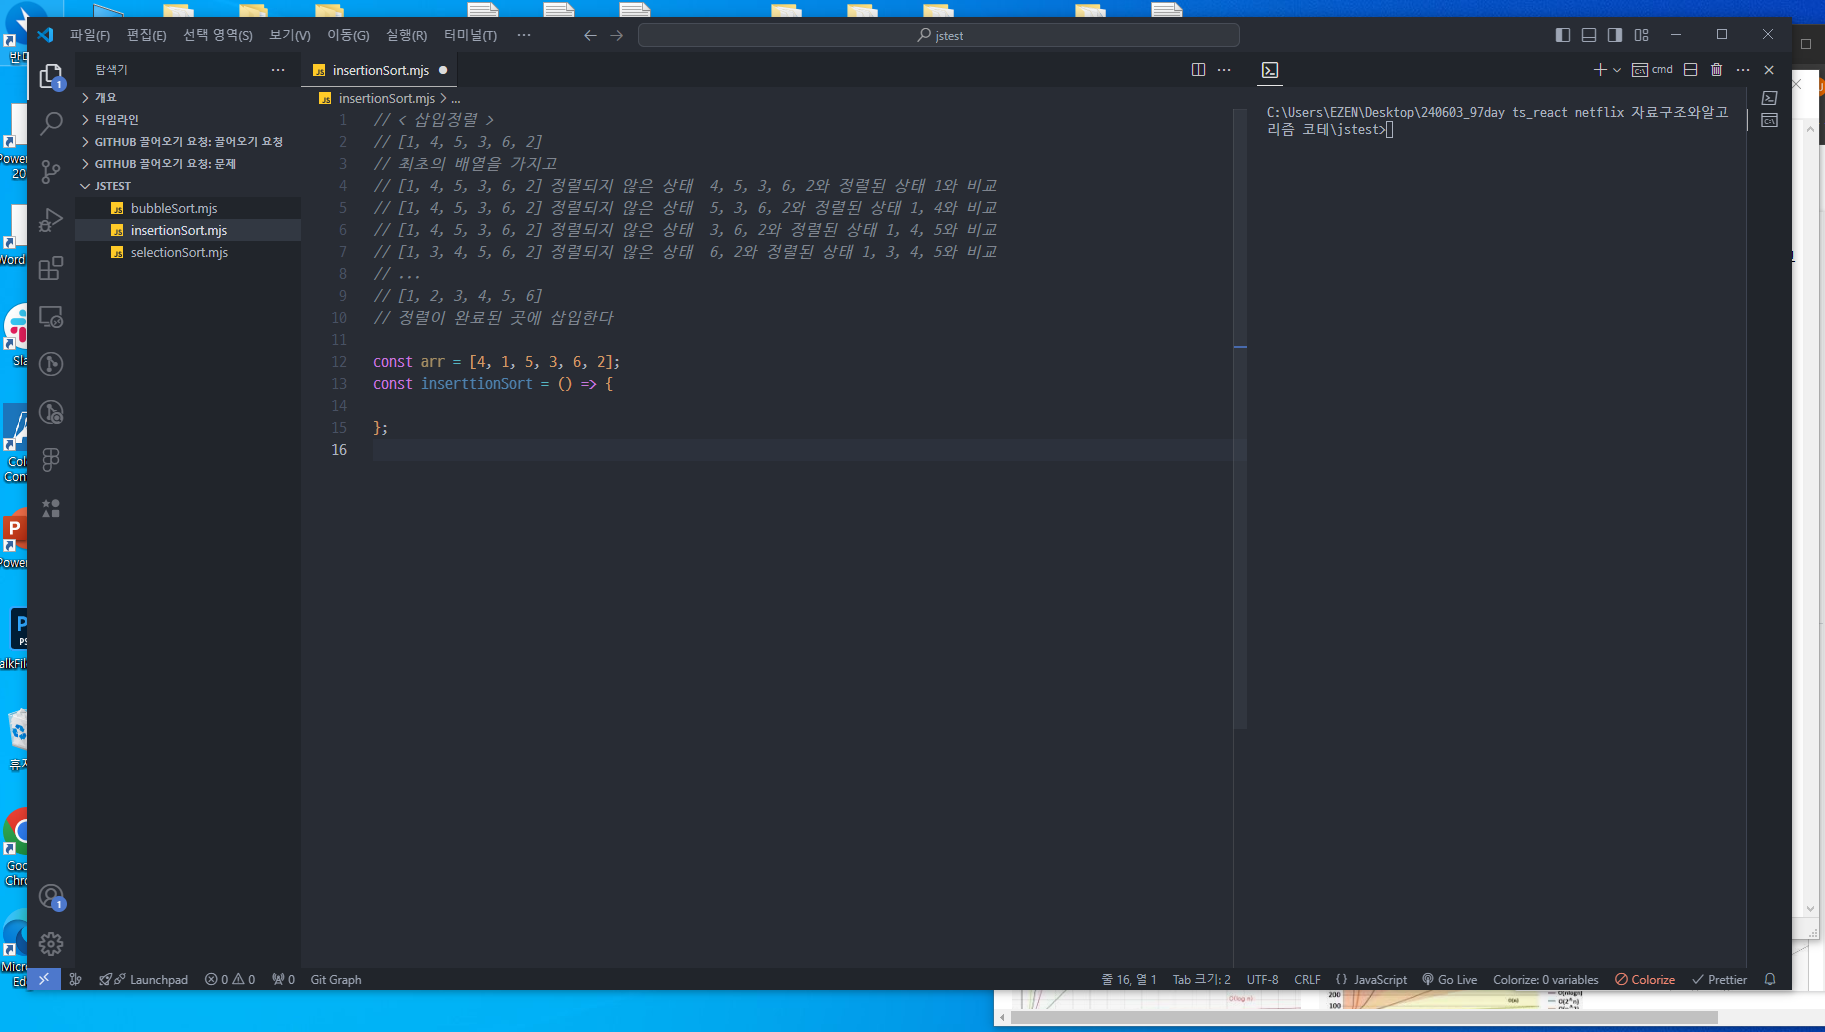 파일(F) 편집(E) 선택 영역(S) 보기(V) 이동(G) 실행(R) 터미널(T) ··· jstest
탐색기 ···
insertionSort.mjs
cmd
개요
타임라인
GITHUB 끌어오기 요청: 끌어오기 요청
GITHUB 끌어오기 요청: 문제
JSTEST
bubbleSort.mjs
insertionSort.mjs
selectionSort.mjs
insertionSort.mjs > ...
1 // < 삽입정렬 >
2 // [1, 4, 5, 3, 6, 2]
3 // 최초의 배열을 가지고
4 // [1, 4, 5, 3, 6, 2] 정렬되지 않은 상태  4, 5, 3, 6, 2와 정렬된 상태 1와 비교
5 // [1, 4, 5, 3, 6, 2] 정렬되지 않은 상태  5, 3, 6, 2와 정렬된 상태 1, 4와 비교
6 // [1, 4, 5, 3, 6, 2] 정렬되지 않은 상태  3, 6, 2와 정렬된 상태 1, 4, 5와 비교
7 // [1, 3, 4, 5, 6, 2] 정렬되지 않은 상태  6, 2와 정렬된 상태 1, 3, 4, 5와 비교
8 // ...
9 // [1, 2, 3, 4, 5, 6]
10 // 정렬이 완료된 곳에 삽입한다
11
12 const arr = [4, 1, 5, 3, 6, 2];
13 const inserttionSort = () => {
14
15 };
16
C:\Users\EZEN\Desktop\240603_97day ts_react netflix 자료구조와알고
리즘 코테\jstest>
Launchpad 0 0 0 Git Graph
줄 16, 열 1 Tab 크기: 2 UTF-8 CRLF {} JavaScript Go Live Colorize: 0 variables Colorize Prettier
Word
휴지
O(log n)
200
100
O(2^n)